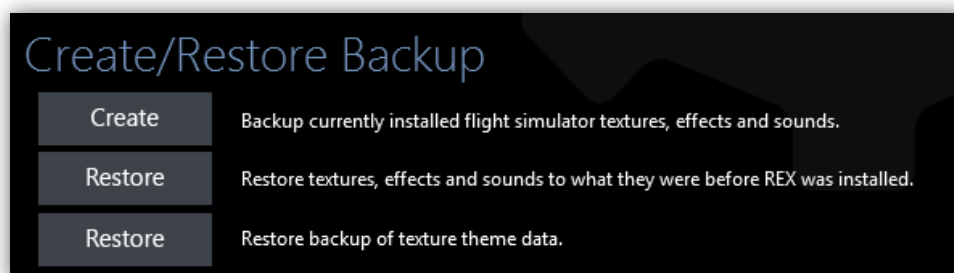 Create/Restore Backup
Create Backup currently installed flight simulator textures, effects and sounds.
Restore Restore textures, effects and sounds to what they were before REX was installed.
Restore Restore backup of texture theme data.